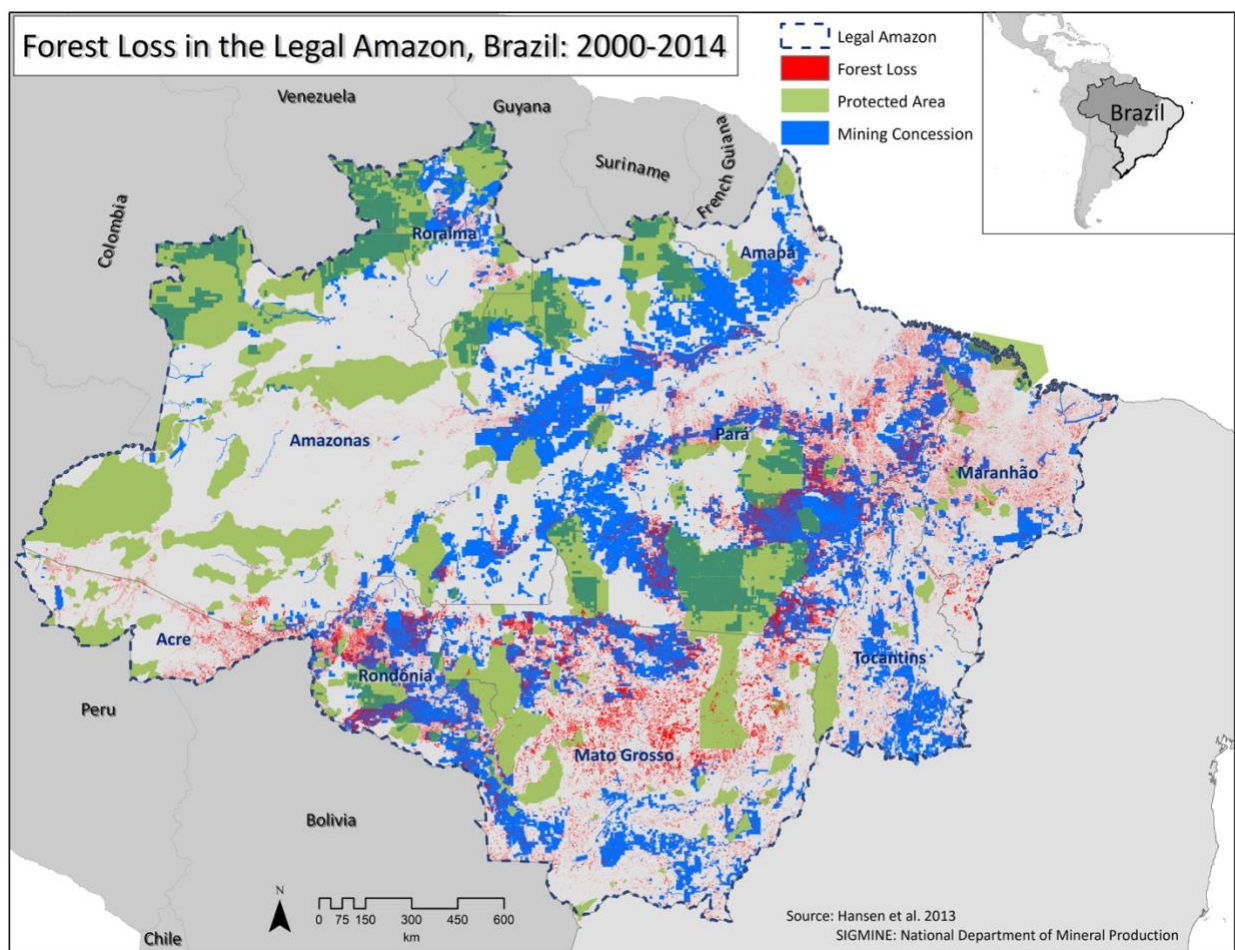 Forest Loss in the Legal Amazon, Brazil: 2000-2014
Legal Amazon
Forest Loss
Protected Area
Mining Concession
Brazil
Venezuela
Guyana
Suriname
French Guiana
Colombia
Roraima
Amapá
Amazonas
Pará
Maranhão
Acre
Rondônia
Tocantins
Mato Grosso
Peru
Bolivia
Chile
N
0 75 150 300 450 600
km
Source: Hansen et al. 2013
SIGMINE: National Department of Mineral Production